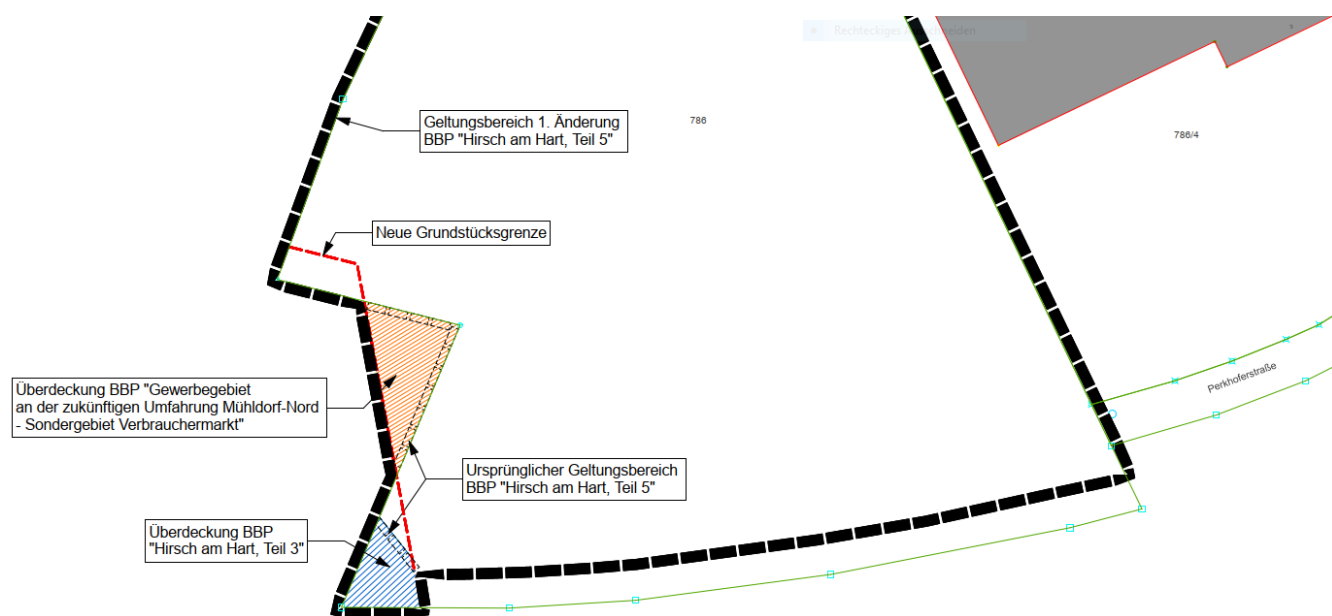 Rechteckiges Ausschneiden
Geltungsbereich 1. Änderung
BBP "Hirsch am Hart, Teil 5"
786
786/4
Neue Grundstücksgrenze
Perkhoferstraße
Überdeckung BBP "Gewerbegebiet
an der zukünftigen Umfahrung Mühldorf-Nord
- Sondergebiet Verbrauchermarkt"
Ursprünglicher Geltungsbereich
BBP "Hirsch am Hart, Teil 5"
Überdeckung BBP
"Hirsch am Hart, Teil 3"